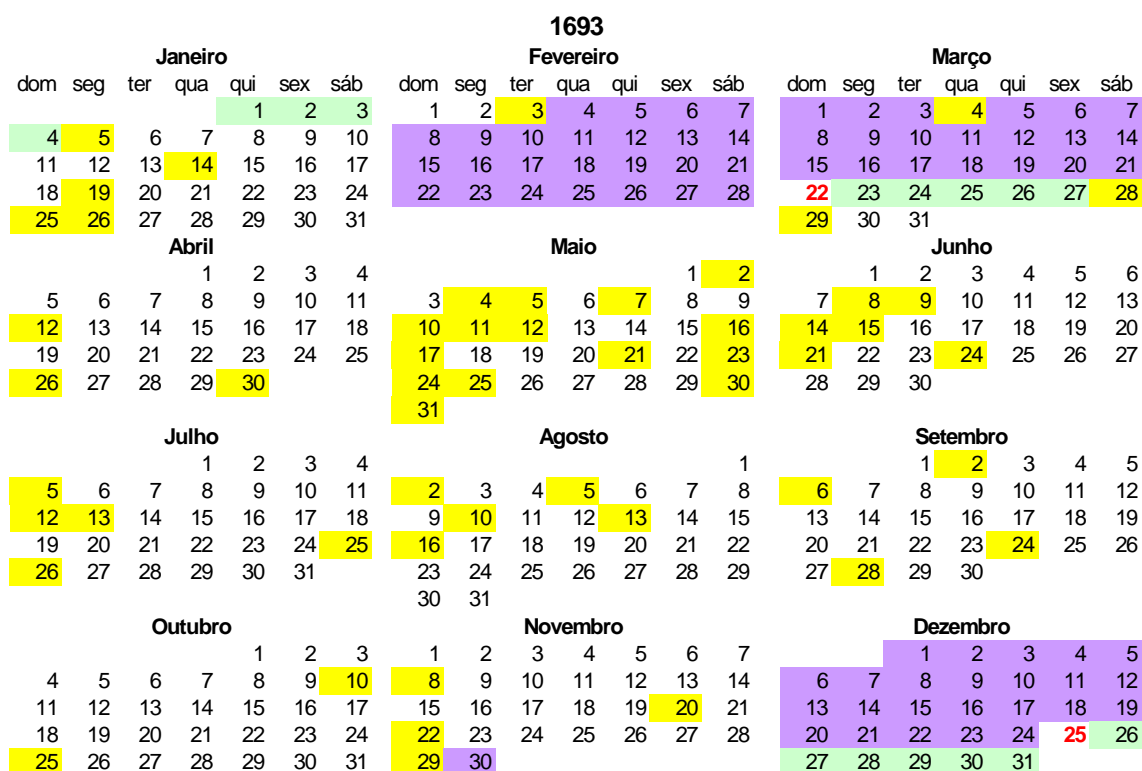 1693
Janeiro Fevereiro Março
dom seg ter qua qui sex sáb dom seg ter qua qui sex sáb dom seg ter qua qui sex sáb
1 2 3 1 2 3 4 5 6 7 1 2 3 4 5 6 7
4 5 6 7 8 9 10 8 9 10 11 12 13 14 8 9 10 11 12 13 14
11 12 13 14 15 16 17 15 16 17 18 19 20 21 15 16 17 18 19 20 21
18 19 20 21 22 23 24 22 23 24 25 26 27 28 22 23 24 25 26 27 28
25 26 27 28 29 30 31 29 30 31
Abril Maio Junho
1 2 3 4 1 2 1 2 3 4 5 6
5 6 7 8 9 10 11 3 4 5 6 7 8 9 7 8 9 10 11 12 13
12 13 14 15 16 17 18 10 11 12 13 14 15 16 14 15 16 17 18 19 20
19 20 21 22 23 24 25 17 18 19 20 21 22 23 21 22 23 24 25 26 27
26 27 28 29 30 24 25 26 27 28 29 30 28 29 30
31
Julho Agosto Setembro
1 2 3 4 1 1 2 3 4 5
5 6 7 8 9 10 11 2 3 4 5 6 7 8 6 7 8 9 10 11 12
12 13 14 15 16 17 18 9 10 11 12 13 14 15 13 14 15 16 17 18 19
19 20 21 22 23 24 25 16 17 18 19 20 21 22 20 21 22 23 24 25 26
26 27 28 29 30 31 23 24 25 26 27 28 29 27 28 29 30
30 31
Outubro Novembro Dezembro
1 2 3 1 2 3 4 5 6 7 1 2 3 4 5
4 5 6 7 8 9 10 8 9 10 11 12 13 14 6 7 8 9 10 11 12
11 12 13 14 15 16 17 15 16 17 18 19 20 21 13 14 15 16 17 18 19
18 19 20 21 22 23 24 22 23 24 25 26 27 28 20 21 22 23 24 25 26
25 26 27 28 29 30 31 29 30 27 28 29 30 31